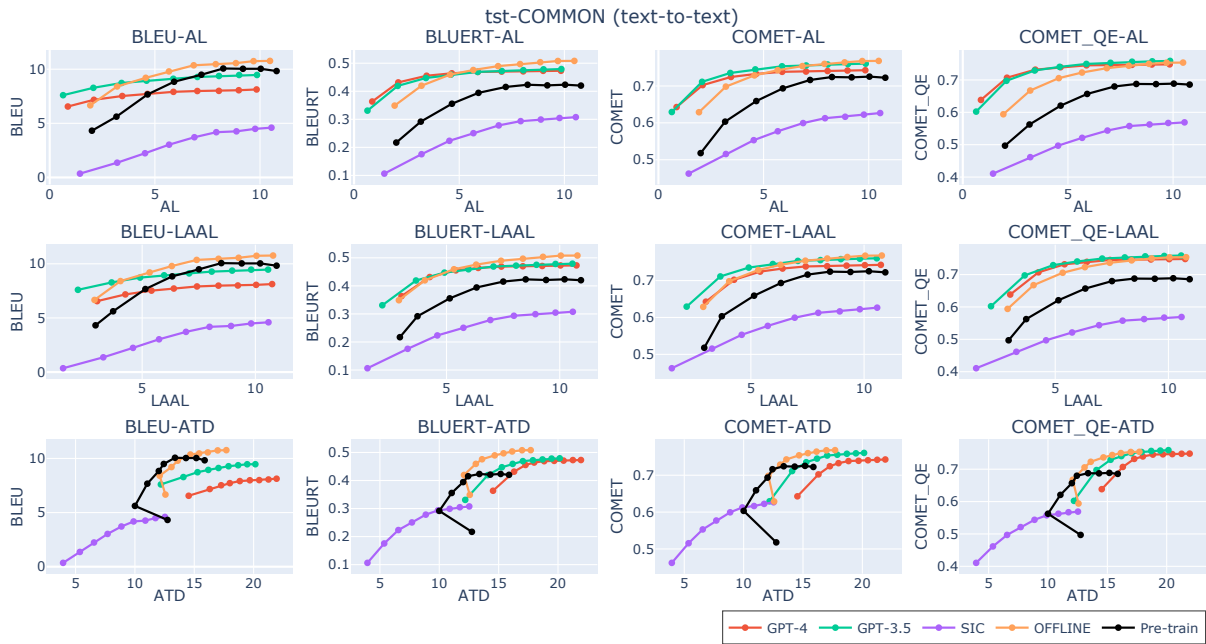 tst-COMMON (text-to-text)
BLEU-AL BLUERT-AL COMET-AL COMET_QE-AL
BLEU BLEURT COMET COMET_QE
10 5 0
0.5 0.4 0.3 0.2 0.1
0.7 0.6 0.5
0.7 0.6 0.5 0.4
0 5 10 0 5 10 0 5 10 0 5 10
AL AL AL AL
BLEU-LAAL BLUERT-LAAL COMET-LAAL COMET_QE-LAAL
BLEU BLEURT COMET COMET_QE
10 5 0
0.5 0.4 0.3 0.2 0.1
0.7 0.6 0.5
0.7 0.6 0.5 0.4
5 10 5 10 5 10 5 10
LAAL LAAL LAAL LAAL
BLEU-ATD BLUERT-ATD COMET-ATD COMET_QE-ATD
BLEU BLEURT COMET COMET_QE
10 5 0
0.5 0.4 0.3 0.2 0.1
0.7 0.6 0.5
0.7 0.6 0.5 0.4
5 10 15 20 5 10 15 20 5 10 15 20 5 10 15 20
ATD ATD ATD ATD
GPT-4 GPT-3.5 SIC OFFLINE Pre-train